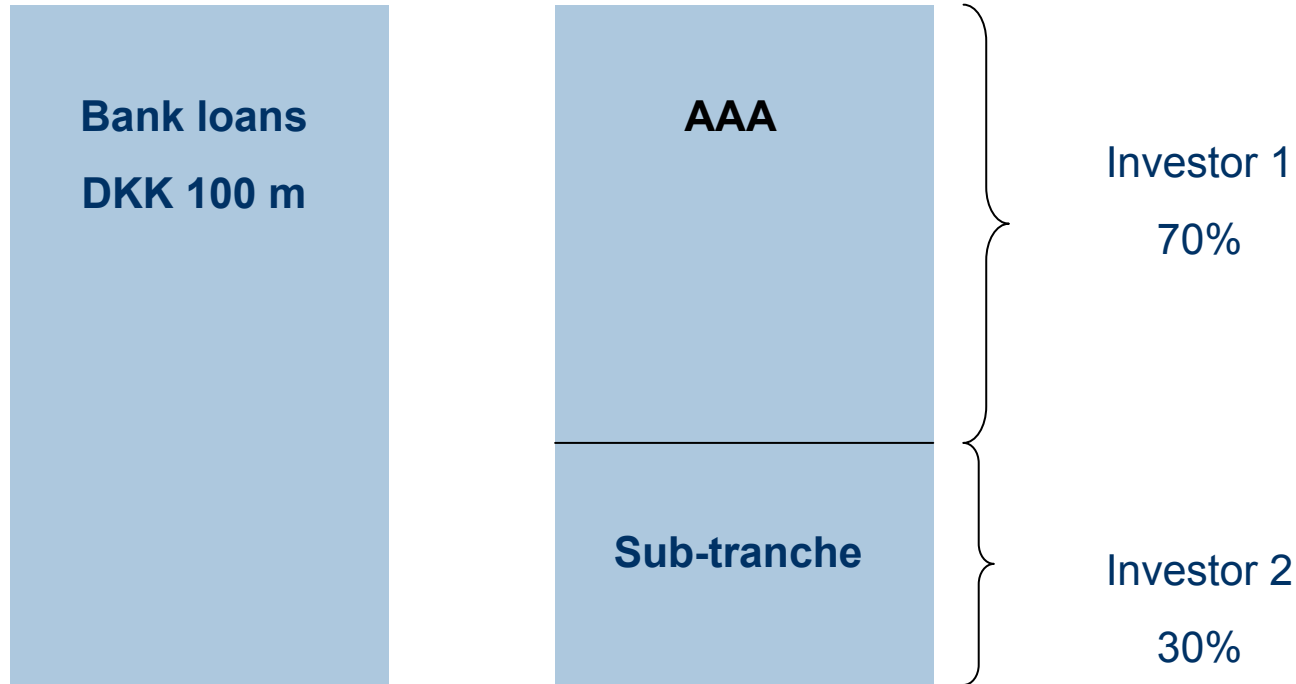 Bank loans
DKK 100 m
AAA
Investor 1
70%
Sub-tranche
Investor 2
30%